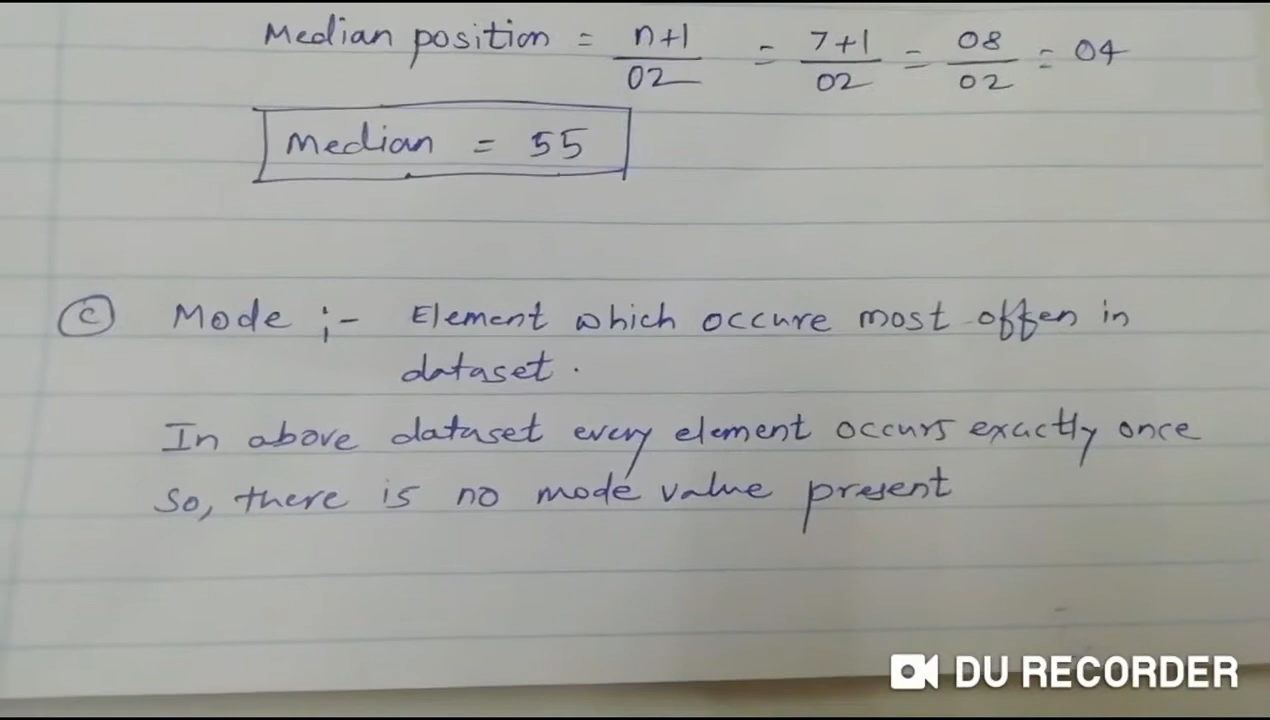 Median position = n+1/02 = 7+1/02 = 08/02 = 04
Median = 55
(c) Mode ;- Element which occure most offen in
dataset.
In above dataset every element occurs exactly once
so, there is no mode value present
DU RECORDER